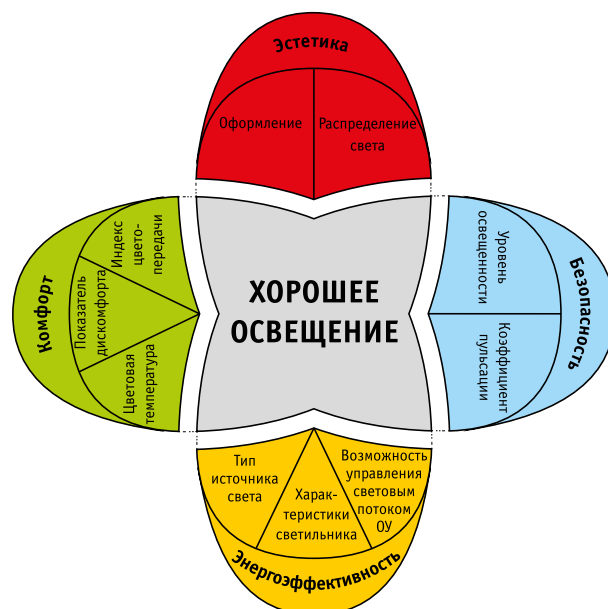 Эстетика
Оформление
Распределение
света
Комфорт
Индекс
цвето-
передачи
Показатель
дискомфорта
Цветовая
температура
ХОРОШЕЕ
ОСВЕЩЕНИЕ
Уровень
освещенности
Коэффициент
пульсации
Безопасность
Тип
источника
света
Харак-
теристики
светильника
Возможность
управления
световым
потоком
ОУ
Энергоэффективность